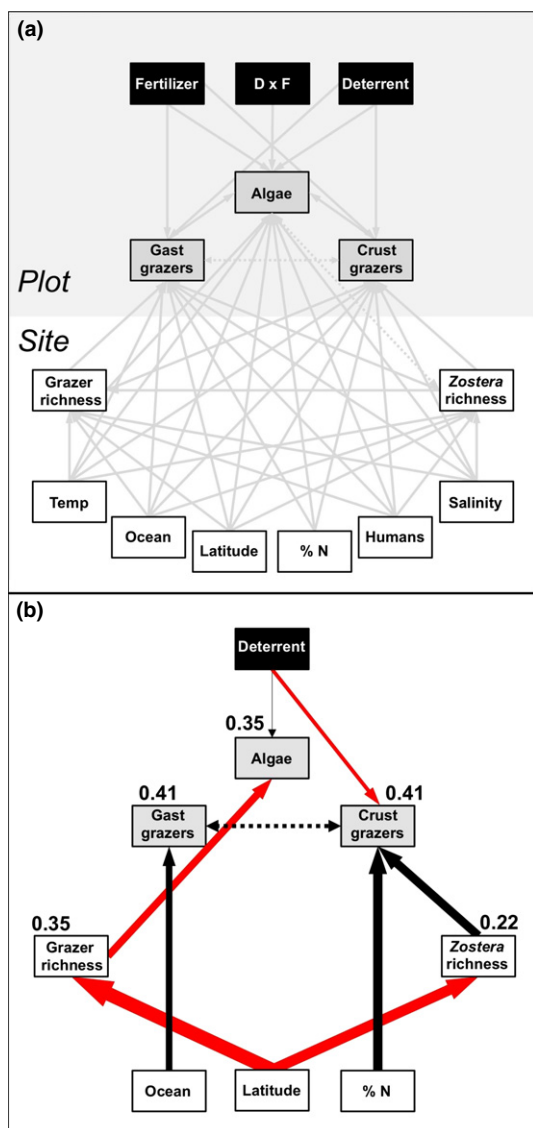 (a)
Fertilizer
D x F
Deterrent
Algae
Gast
grazers
Crust
grazers
Plot
Site
Grazer
richness
Zostera
richness
Temp
Ocean
Latitude
% N
Humans
Salinity
(b)
Deterrent
0.35
Algae
0.41
Gast
grazers
0.41
Crust
grazers
0.35
Grazer
richness
0.22
Zostera
richness
Ocean
Latitude
% N